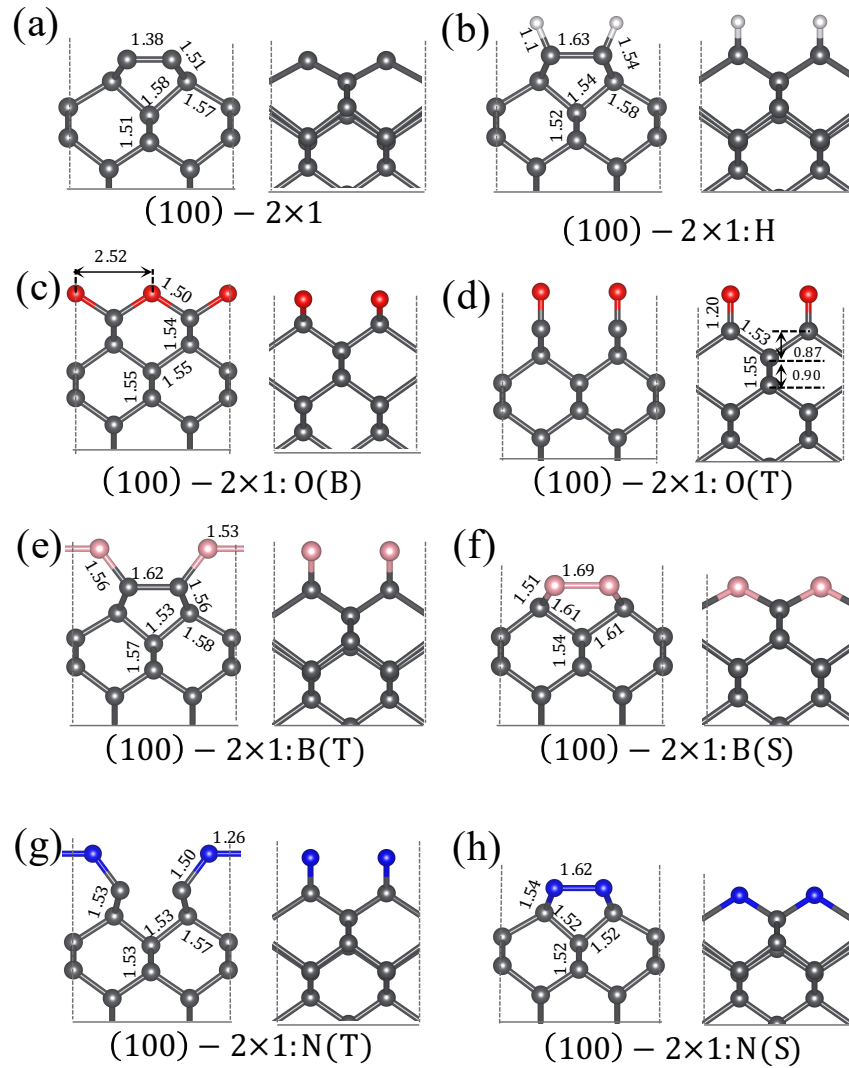 (a)
1.38
1.51
1.58
1.57
1.51
(100) − 2×1
(b)
1.1
1.63
1.54
1.54
1.58
1.52
(100) − 2×1:H
(c)
2.52
1.50
1.54
1.55
1.55
(100) − 2×1:O(B)
(d)
1.20
1.53
0.87
1.55
0.90
(100) − 2×1:O(T)
(e)
1.53
1.56
1.62
1.56
1.53
1.58
1.57
(100) − 2×1:B(T)
(f)
1.69
1.51
1.61
1.61
1.54
(100) − 2×1:B(S)
(g)
1.26
1.50
1.53
1.53
1.57
1.53
(100) − 2×1:N(T)
(h)
1.62
1.54
1.52
1.52
1.52
(100) − 2×1:N(S)